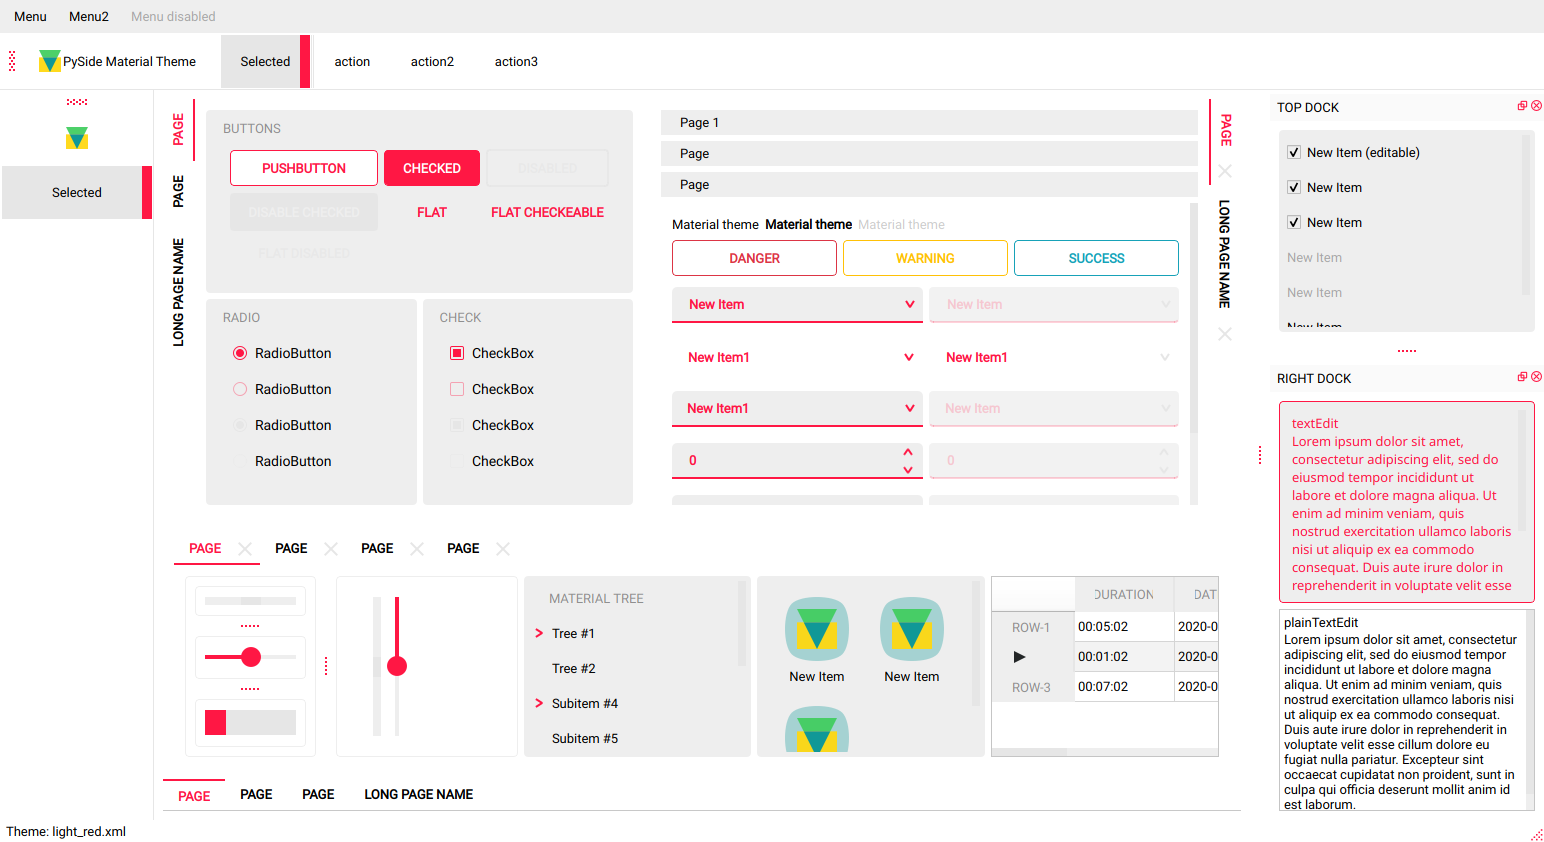 Menu Menu2 Menu disabled
PySide Material Theme Selected action action2 action3
Selected
PAGE
PAGE
LONG PAGE NAME
BUTTONS
PUSHBUTTON CHECKED DISABLED
DISABLE CHECKED FLAT FLAT CHECKEABLE
FLAT DISABLED
RADIO
RadioButton
RadioButton
RadioButton
RadioButton
CHECK
CheckBox
CheckBox
CheckBox
CheckBox
Page 1
Page
Page
Material theme Material theme Material theme
DANGER WARNING SUCCESS
New Item New Item
New Item1 New Item1
New Item1 New Item
0 0
PAGE
LONG PAGE NAME
PAGE PAGE PAGE PAGE
MATERIAL TREE
Tree #1
Tree #2
Subitem #4
Subitem #5
New Item New Item
DURATION DAT
ROW-1 00:05:02 2020-0
00:01:02 2020-0
ROW-3 00:07:02 2020-0
PAGE PAGE PAGE LONG PAGE NAME
TOP DOCK
New Item (editable)
New Item
New Item
New Item
New Item
New Item
RIGHT DOCK
textEdit
Lorem ipsum dolor sit amet,
consectetur adipiscing elit, sed do
eiusmod tempor incididunt ut
labore et dolore magna aliqua. Ut
enim ad minim veniam, quis
nostrud exercitation ullamco laboris
nisi ut aliquip ex ea commodo
consequat. Duis aute irure dolor in
reprehenderit in voluptate velit esse
plainTextEdit
Lorem ipsum dolor sit amet, consectetur
adipiscing elit, sed do eiusmod tempor
incididunt ut labore et dolore magna
aliqua. Ut enim ad minim veniam, quis
nostrud exercitation ullamco laboris nisi
ut aliquip ex ea commodo consequat.
Duis aute irure dolor in reprehenderit in
voluptate velit esse cillum dolore eu
fugiat nulla pariatur. Excepteur sint
occaecat cupidatat non proident, sunt in
culpa qui officia deserunt mollit anim id
est laborum.
Theme: light_red.xml